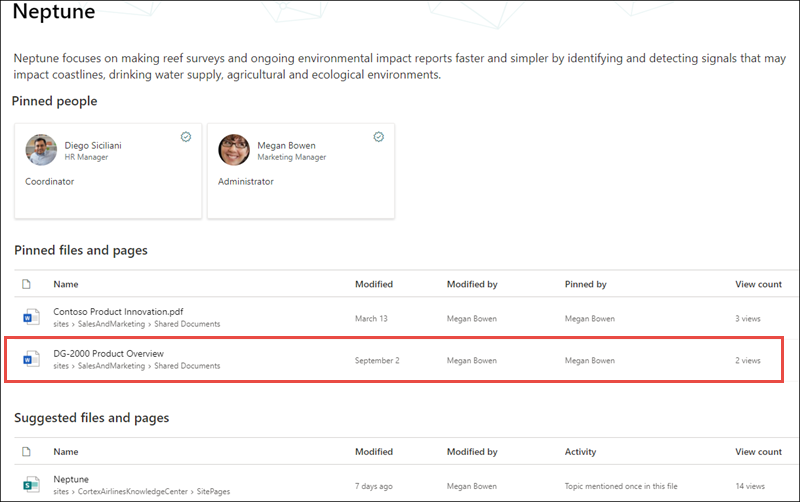 Neptune
Neptune focuses on making reef surveys and ongoing environmental impact reports faster and simpler by identifying and detecting signals that may
impact coastlines, drinking water supply, agricultural and ecological environments.
Pinned people
Diego Siciliani
HR Manager
Coordinator
Megan Bowen
Marketing Manager
Administrator
Pinned files and pages
Name Modified Modified by Pinned by View count
Contoso Product Innovation.pdf
sites > SalesAndMarketing > Shared Documents
March 13 Megan Bowen Megan Bowen 3 views
DG-2000 Product Overview
sites > SalesAndMarketing > Shared Documents
September 2 Megan Bowen Megan Bowen 2 views
Suggested files and pages
Name Modified Modified by Activity View count
Neptune
sites > CortexAirlinesKnowledgeCenter > SitePages
7 days ago Megan Bowen Topic mentioned once in this file 14 views